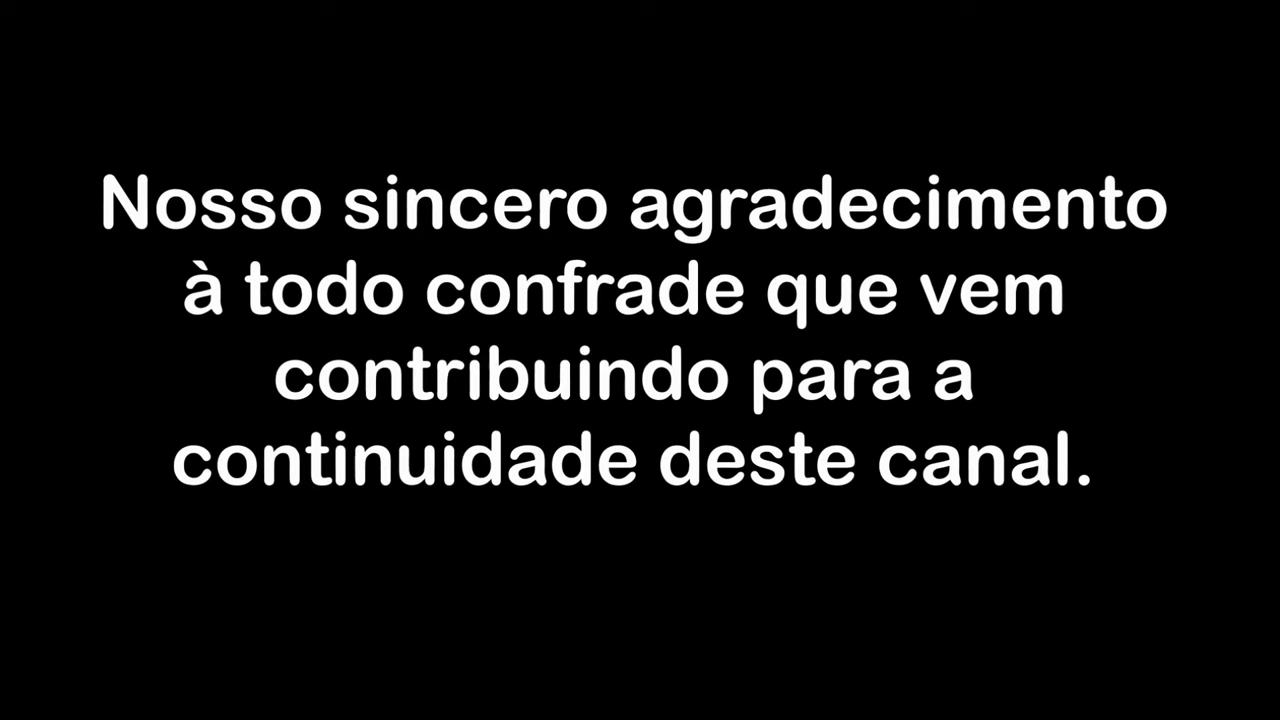 Nosso sincero agradecimento
à todo confrade que vem
contribuindo para a
continuidade deste canal.